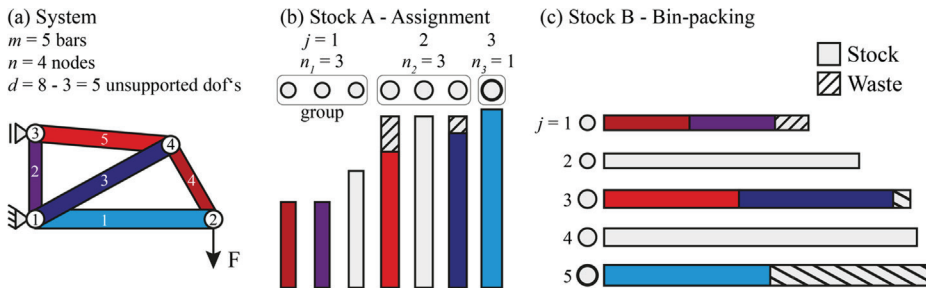 (a) System
m = 5 bars
n = 4 nodes
d = 8 - 3 = 5 unsupported dof‘s
3
5
4
2
3
4
1
1
2
F
(b) Stock A - Assignment
j = 1 2 3
n1 = 3 n2 = 3 n3 = 1
group
(c) Stock B - Bin-packing
Stock
Waste
j = 1
2
3
4
5